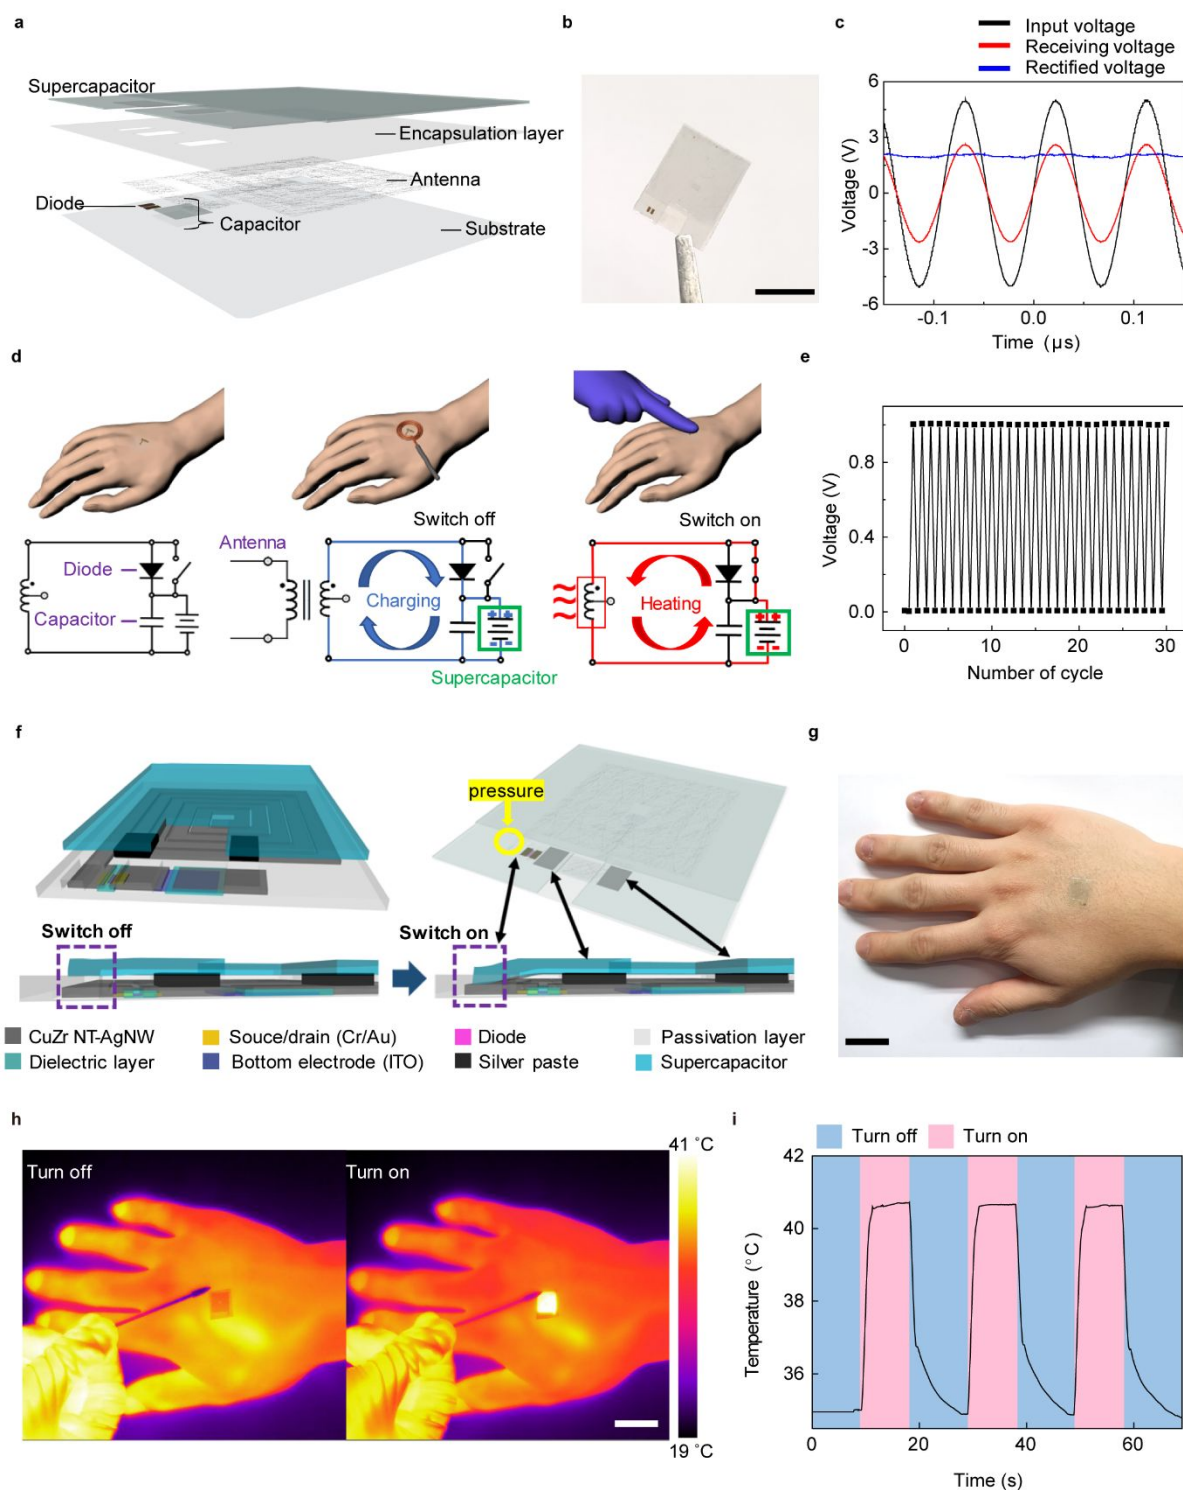 a
Supercapacitor
Encapsulation layer
Antenna
Diode
Capacitor
Substrate
b
c
Input voltage
Receiving voltage
Rectified voltage
6
3
0
-3
-6
Voltage (V)
-0.1
0.0
0.1
Time (µs)
d
Switch off
Switch on
Antenna
Diode
Capacitor
Charging
Heating
Supercapacitor
e
0.8
0.4
0.0
Voltage (V)
0
10
20
30
Number of cycle
f
pressure
Switch off
Switch on
CuZr NT-AgNW
Souce/drain (Cr/Au)
Diode
Passivation layer
Dielectric layer
Bottom electrode (ITO)
Silver paste
Supercapacitor
g
h
Turn off
Turn on
41 ˚C
19 ˚C
i
Turn off
Turn on
42
40
38
36
Temperature (˚C)
0
20
40
60
Time (s)